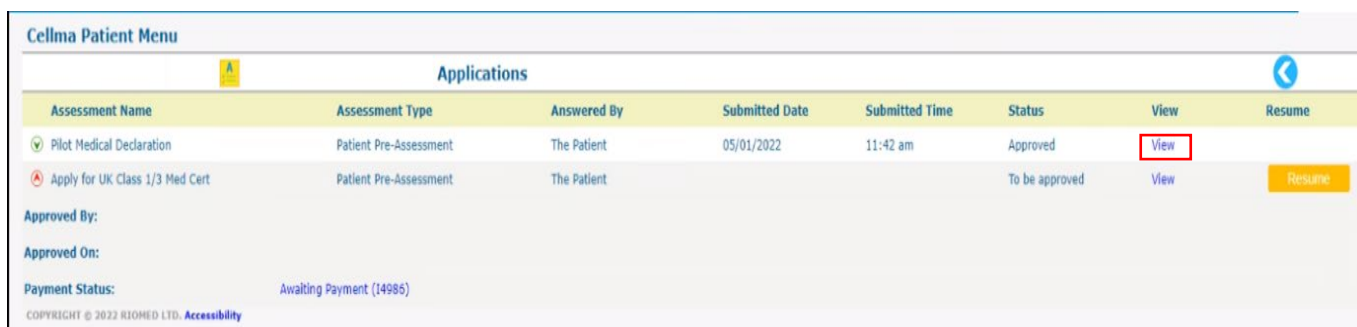 Cellma Patient Menu
Applications
Assessment Name Assessment Type Answered By Submitted Date Submitted Time Status View Resume
Pilot Medical Declaration Patient Pre-Assessment The Patient 05/01/2022 11:42 am Approved View
Apply for UK Class 1/3 Med Cert Patient Pre-Assessment The Patient To be approved View Resume
Approved By:
Approved On:
Payment Status: Awaiting Payment (I4986)
COPYRIGHT © 2022 RIOMED LTD. Accessibility